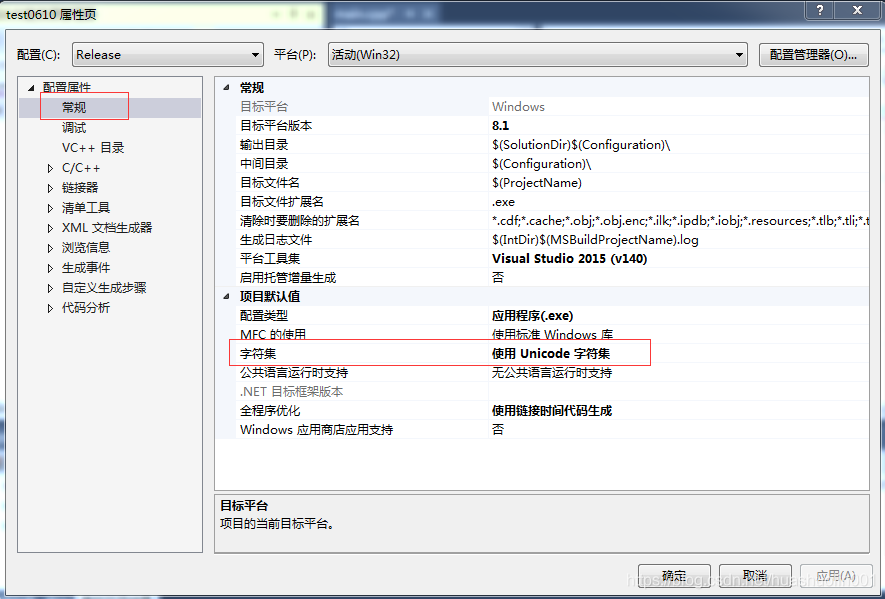 test0610 属性页
配置(C): Release 平台(P): 活动(Win32) 配置管理器(O)...
配置属性
常规
调试
VC++ 目录
C/C++
链接器
清单工具
XML 文档生成器
浏览信息
生成事件
自定义生成步骤
代码分析
常规
目标平台 Windows
目标平台版本 8.1
输出目录 $(SolutionDir)$(Configuration)\
中间目录 $(Configuration)\
目标文件名 $(ProjectName)
目标文件扩展名 .exe
清除时要删除的扩展名 *.cdf;*.cache;*.obj;*.obj.enc;*.ilk;*.ipdb;*.iobj;*.resources;*.tlb;*.tli;*.t
生成日志文件 $(IntDir)$(MSBuildProjectName).log
平台工具集 Visual Studio 2015 (v140)
启用托管增量生成 否
项目默认值
配置类型 应用程序(.exe)
MFC 的使用 使用标准 Windows 库
字符集 使用 Unicode 字符集
公共语言运行时支持 无公共语言运行时支持
.NET 目标框架版本
全程序优化 使用链接时间代码生成
Windows 应用商店应用支持 否
目标平台
项目的当前目标平台。
确定 取消 应用(A)